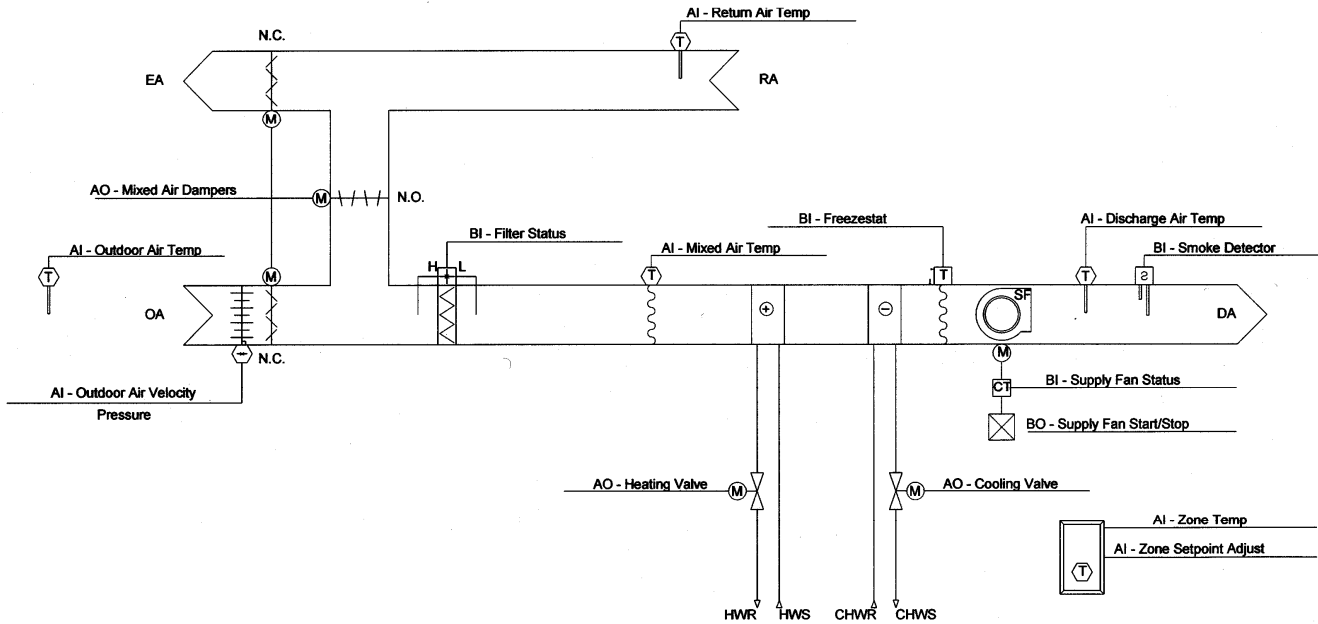 AI - Return Air Temp
N.C.
T
EA
RA
M
AO - Mixed Air Dampers
M
N.O.
BI - Filter Status
BI - Freezestat
AI - Discharge Air Temp
AI - Outdoor Air Temp
AI - Mixed Air Temp
BI - Smoke Detector
T
M
H
L
T
T
T
S
OA
SF
DA
N.C.
M
AI - Outdoor Air Velocity
Pressure
CT
BI - Supply Fan Status
BO - Supply Fan Start/Stop
AO - Heating Valve
M
M
AO - Cooling Valve
AI - Zone Temp
AI - Zone Setpoint Adjust
T
HWR
HWS
CHWR
CHWS